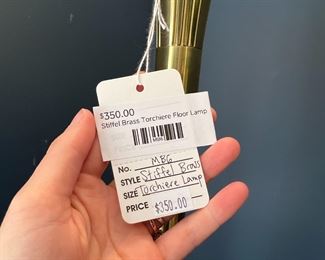 $350.00
Stiffel Brass Torchiere Floor Lamp
No. MBG
STYLE Stiffel Brass
SIZE Torchiere Lamp
PRICE $350.00